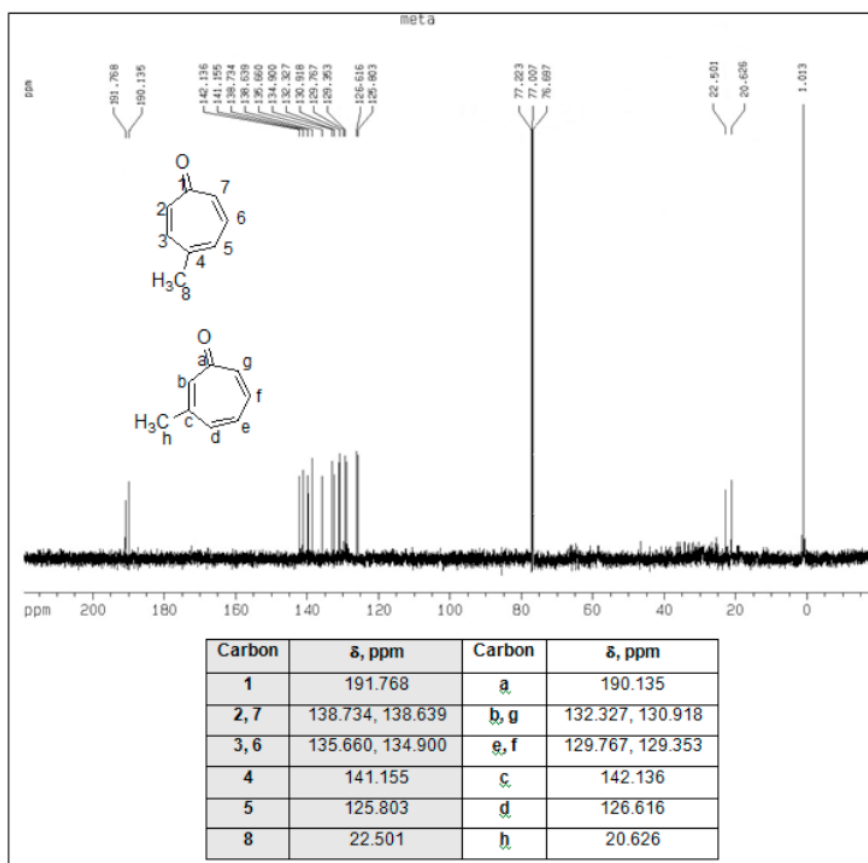 meta
ppm
191.768
190.135
142.136
141.155
138.734
138.639
135.660
134.900
132.327
130.918
129.767
129.353
126.616
125.803
77.223
77.007
76.697
22.501
20.626
1.013
O
1
7
2
6
3
5
4
H₃C
8
O
a
g
b
f
H₃C
c
e
h
d
ppm 200 180 160 140 120 100 80 60 40 20 0
Carbon δ, ppm Carbon δ, ppm
1 191.768 a 190.135
2, 7 138.734, 138.639 b, g 132.327, 130.918
3, 6 135.660, 134.900 e, f 129.767, 129.353
4 141.155 c 142.136
5 125.803 d 126.616
8 22.501 h 20.626